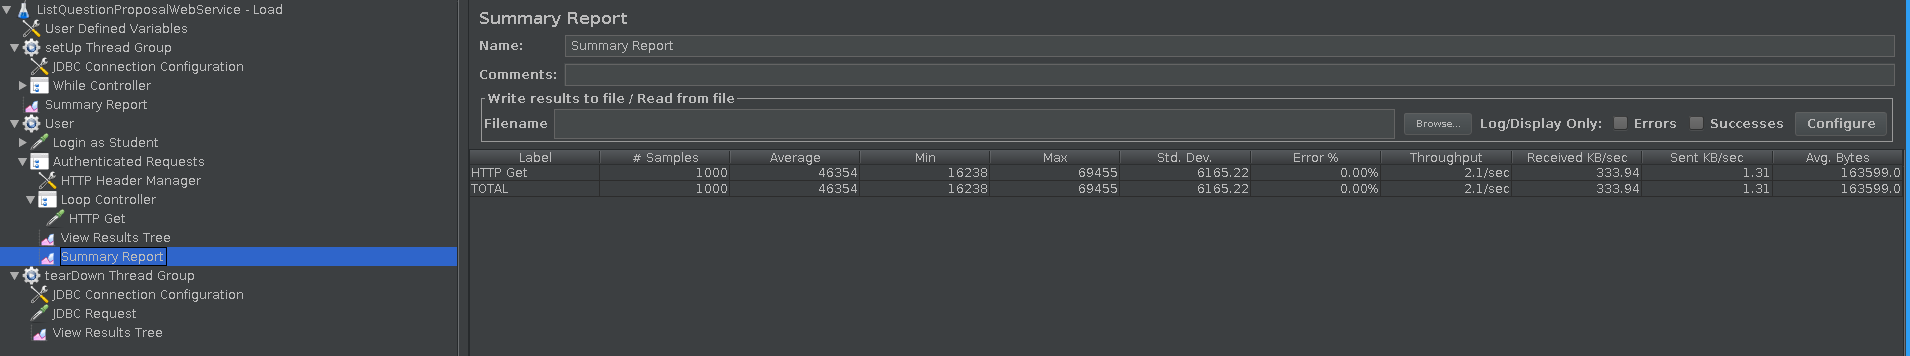 ListQuestionProposalWebService - Load
User Defined Variables
setUp Thread Group
JDBC Connection Configuration
While Controller
Summary Report
User
Login as Student
Authenticated Requests
HTTP Header Manager
Loop Controller
HTTP Get
View Results Tree
Summary Report
tearDown Thread Group
JDBC Connection Configuration
JDBC Request
View Results Tree
Summary Report
Name: Summary Report
Comments:
Write results to file / Read from file
Filename Browse... Log/Display Only: Errors Successes Configure
Label # Samples Average Min Max Std. Dev. Error % Throughput Received KB/sec Sent KB/sec Avg. Bytes
HTTP Get 1000 46354 16238 69455 6165.22 0.00% 2.1/sec 333.94 1.31 163599.0
TOTAL 1000 46354 16238 69455 6165.22 0.00% 2.1/sec 333.94 1.31 163599.0